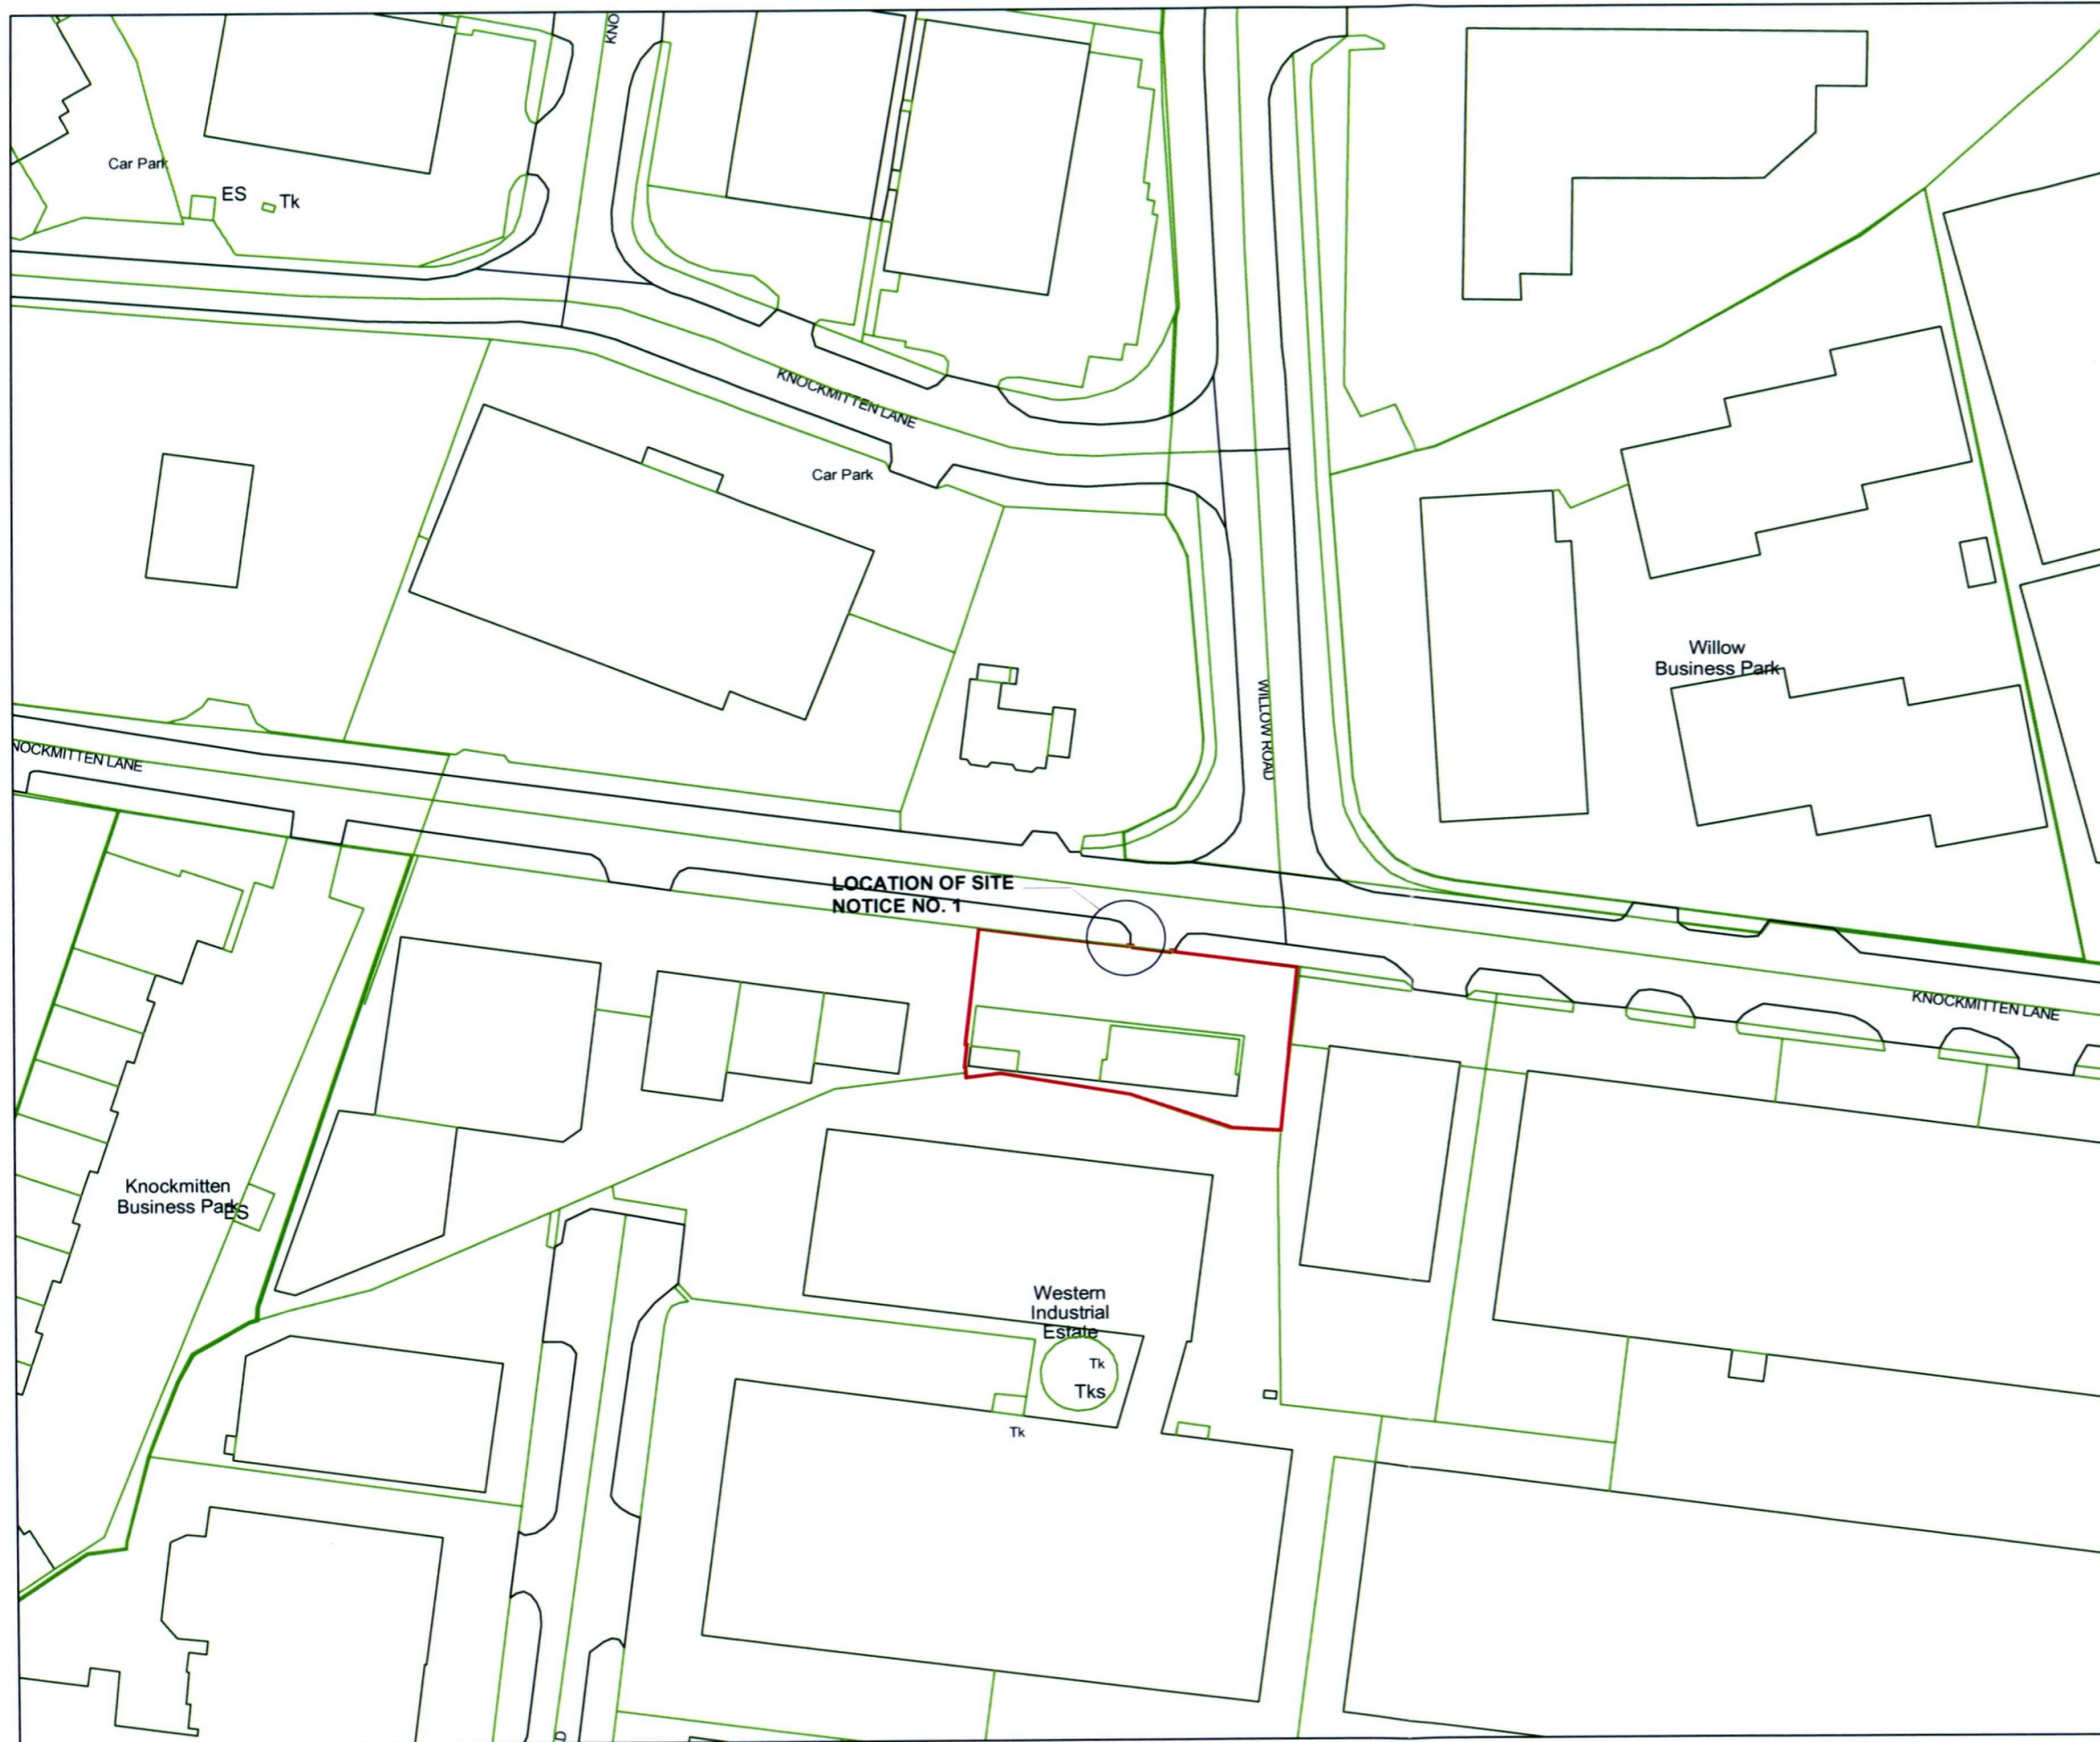 KNO
Car Park
ES
Tk
KNOCKMITTEN LANE
Car Park
Willow
Business Park
WILLOW ROAD
NOCKMITTEN LANE
LOCATION OF SITE
NOTICE NO. 1
KNOCKMITTEN LANE
Knockmitten
Business Park
ES
Western
Industrial
Estate
Tk
Tks
Tk